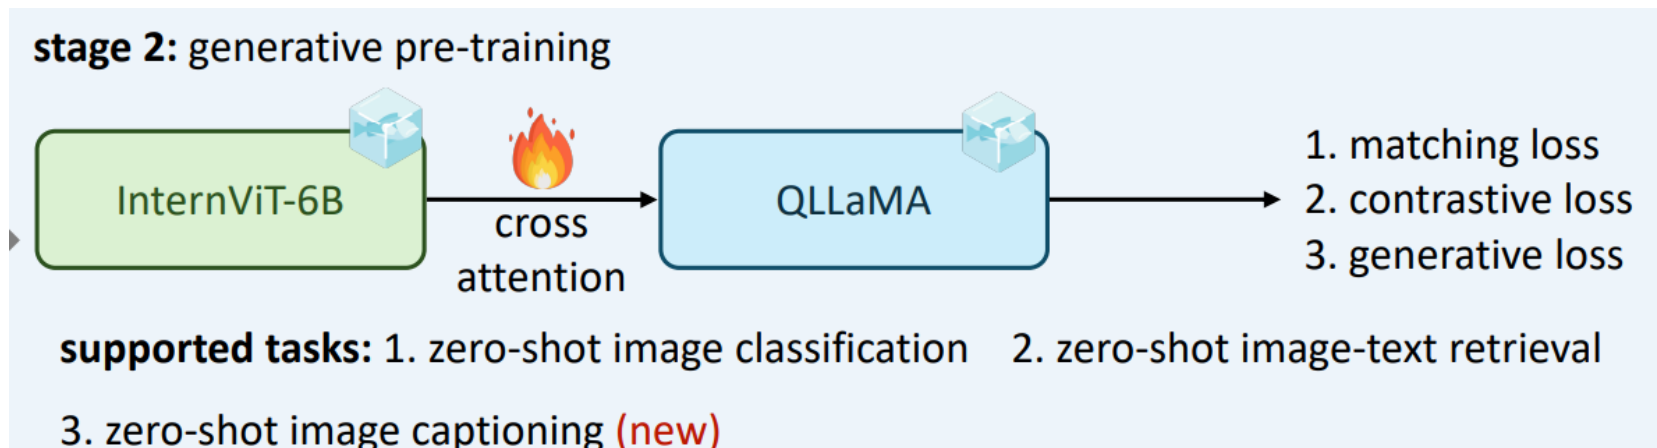 stage 2: generative pre-training
InternViT-6B
cross
attention
QLLaMA
1. matching loss
2. contrastive loss
3. generative loss
supported tasks: 1. zero-shot image classification 2. zero-shot image-text retrieval
3. zero-shot image captioning (new)